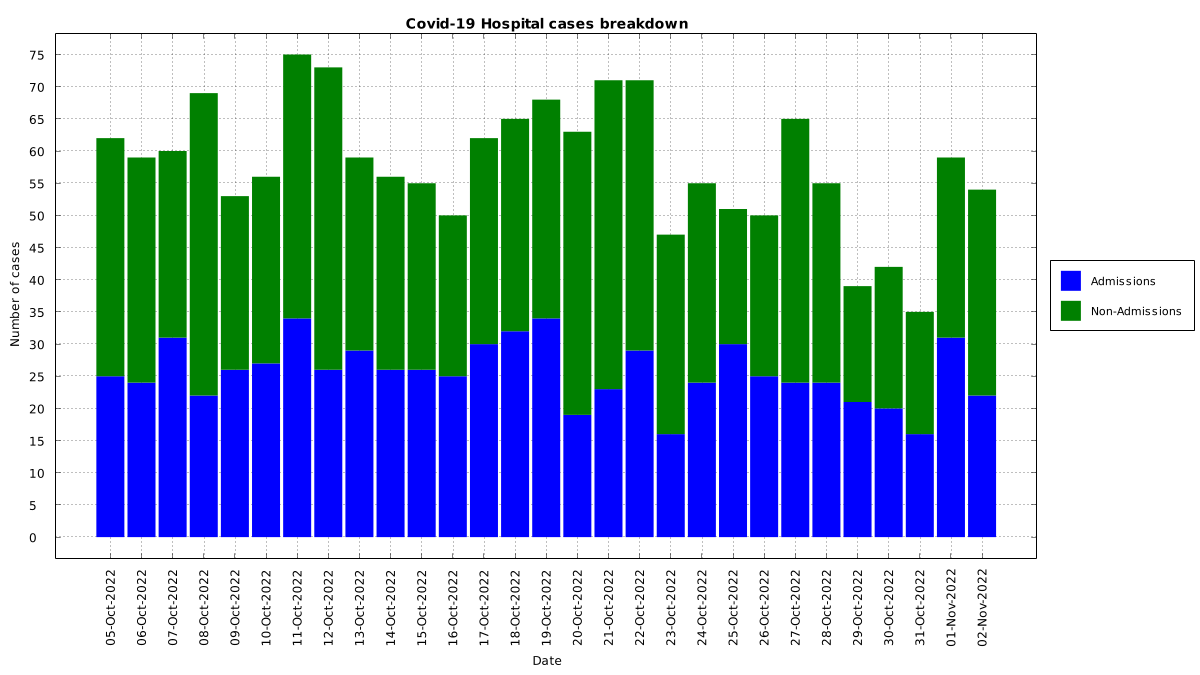 Covid-19 Hospital cases breakdown
75
70
65
60
55
50
45
40
35
30
25
20
15
10
5
0
Number of cases
05-Oct-2022
06-Oct-2022
07-Oct-2022
08-Oct-2022
09-Oct-2022
10-Oct-2022
11-Oct-2022
12-Oct-2022
13-Oct-2022
14-Oct-2022
15-Oct-2022
16-Oct-2022
17-Oct-2022
18-Oct-2022
19-Oct-2022
20-Oct-2022
21-Oct-2022
22-Oct-2022
23-Oct-2022
24-Oct-2022
25-Oct-2022
26-Oct-2022
27-Oct-2022
28-Oct-2022
29-Oct-2022
30-Oct-2022
31-Oct-2022
01-Nov-2022
02-Nov-2022
Date
Admissions
Non-Admissions